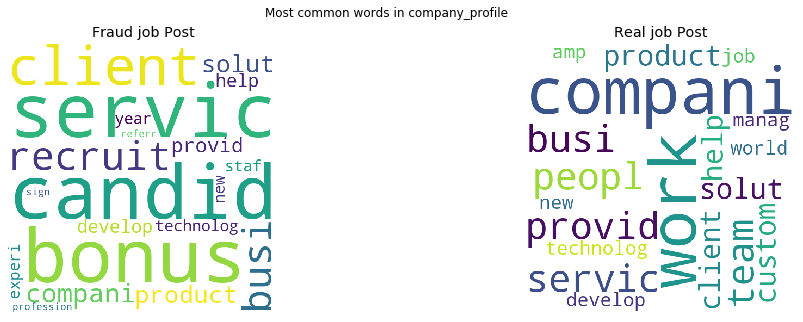 Most common words in company_profile
Fraud job Post
client
solut
help
servic
year
referr
recruit
provid
staf
candid
sign
new
develop
technolog
bonus
busi
experi
compani
product
profession
Real job Post
amp
product
job
compani
busi
help
manag
world
peopl
work
solut
new
provid
technolog
client
team
custom
servic
develop